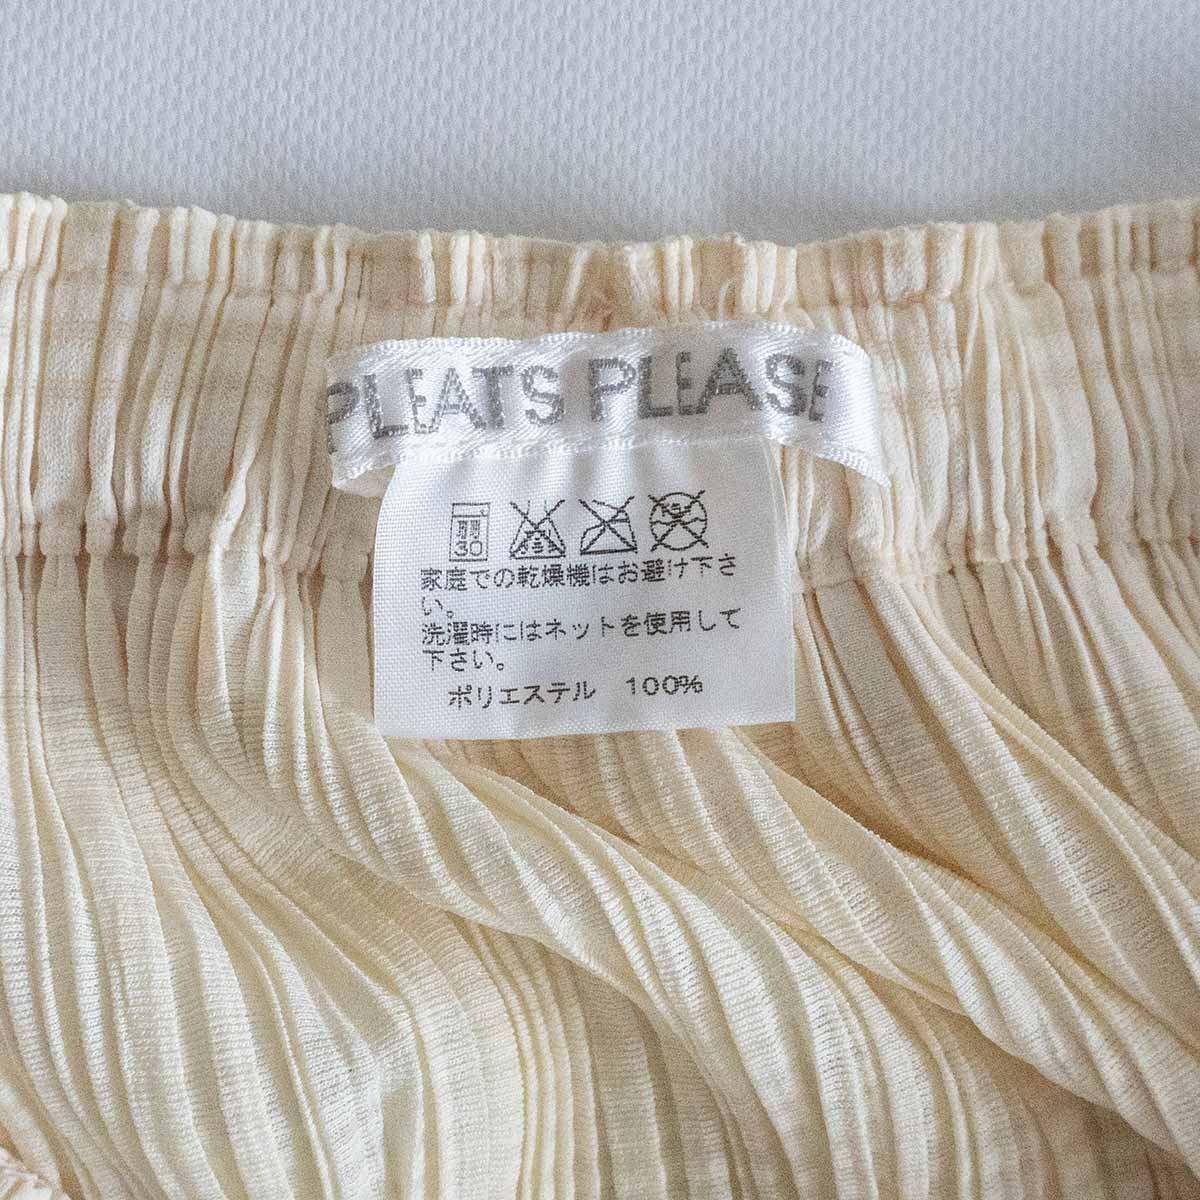 PLEATS PLEASE
弱
30
家庭での乾燥機はお避け下さ
い。
洗濯時にはネットを使用して
下さい。
ポリエステル 100%